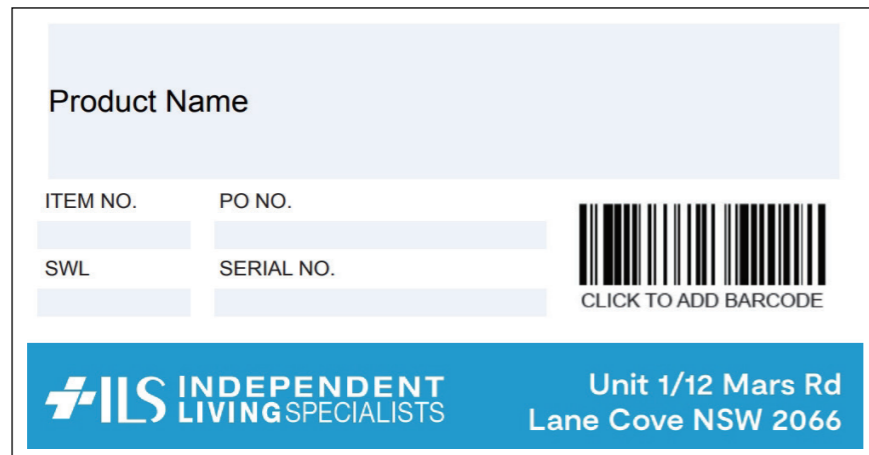 Product Name
ITEM NO. PO NO.
SWL SERIAL NO.
CLICK TO ADD BARCODE
ILS INDEPENDENT
LIVING SPECIALISTS
Unit 1/12 Mars Rd
Lane Cove NSW 2066